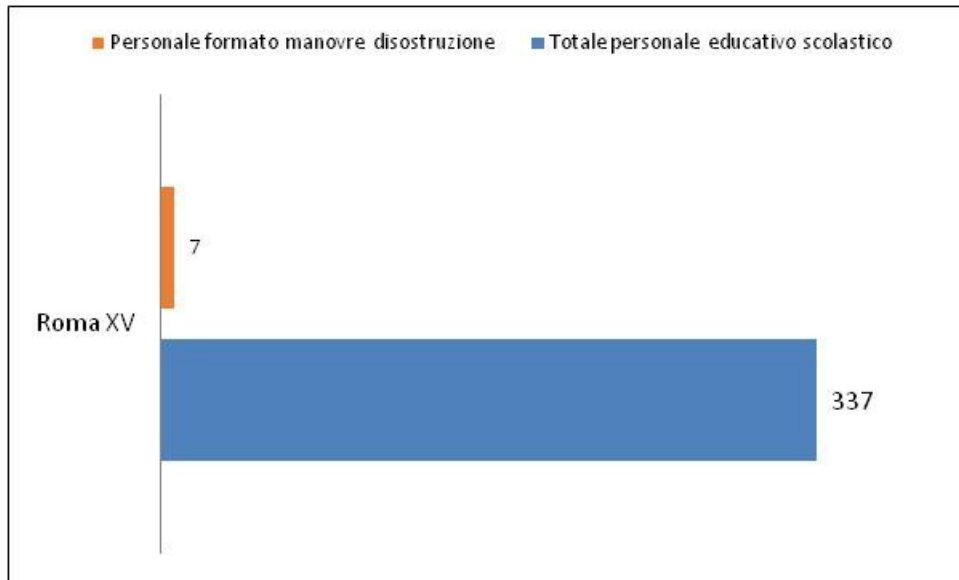 Personale formato manovre disostruzione Totale personale educativo scolastico
7
Roma XV
337